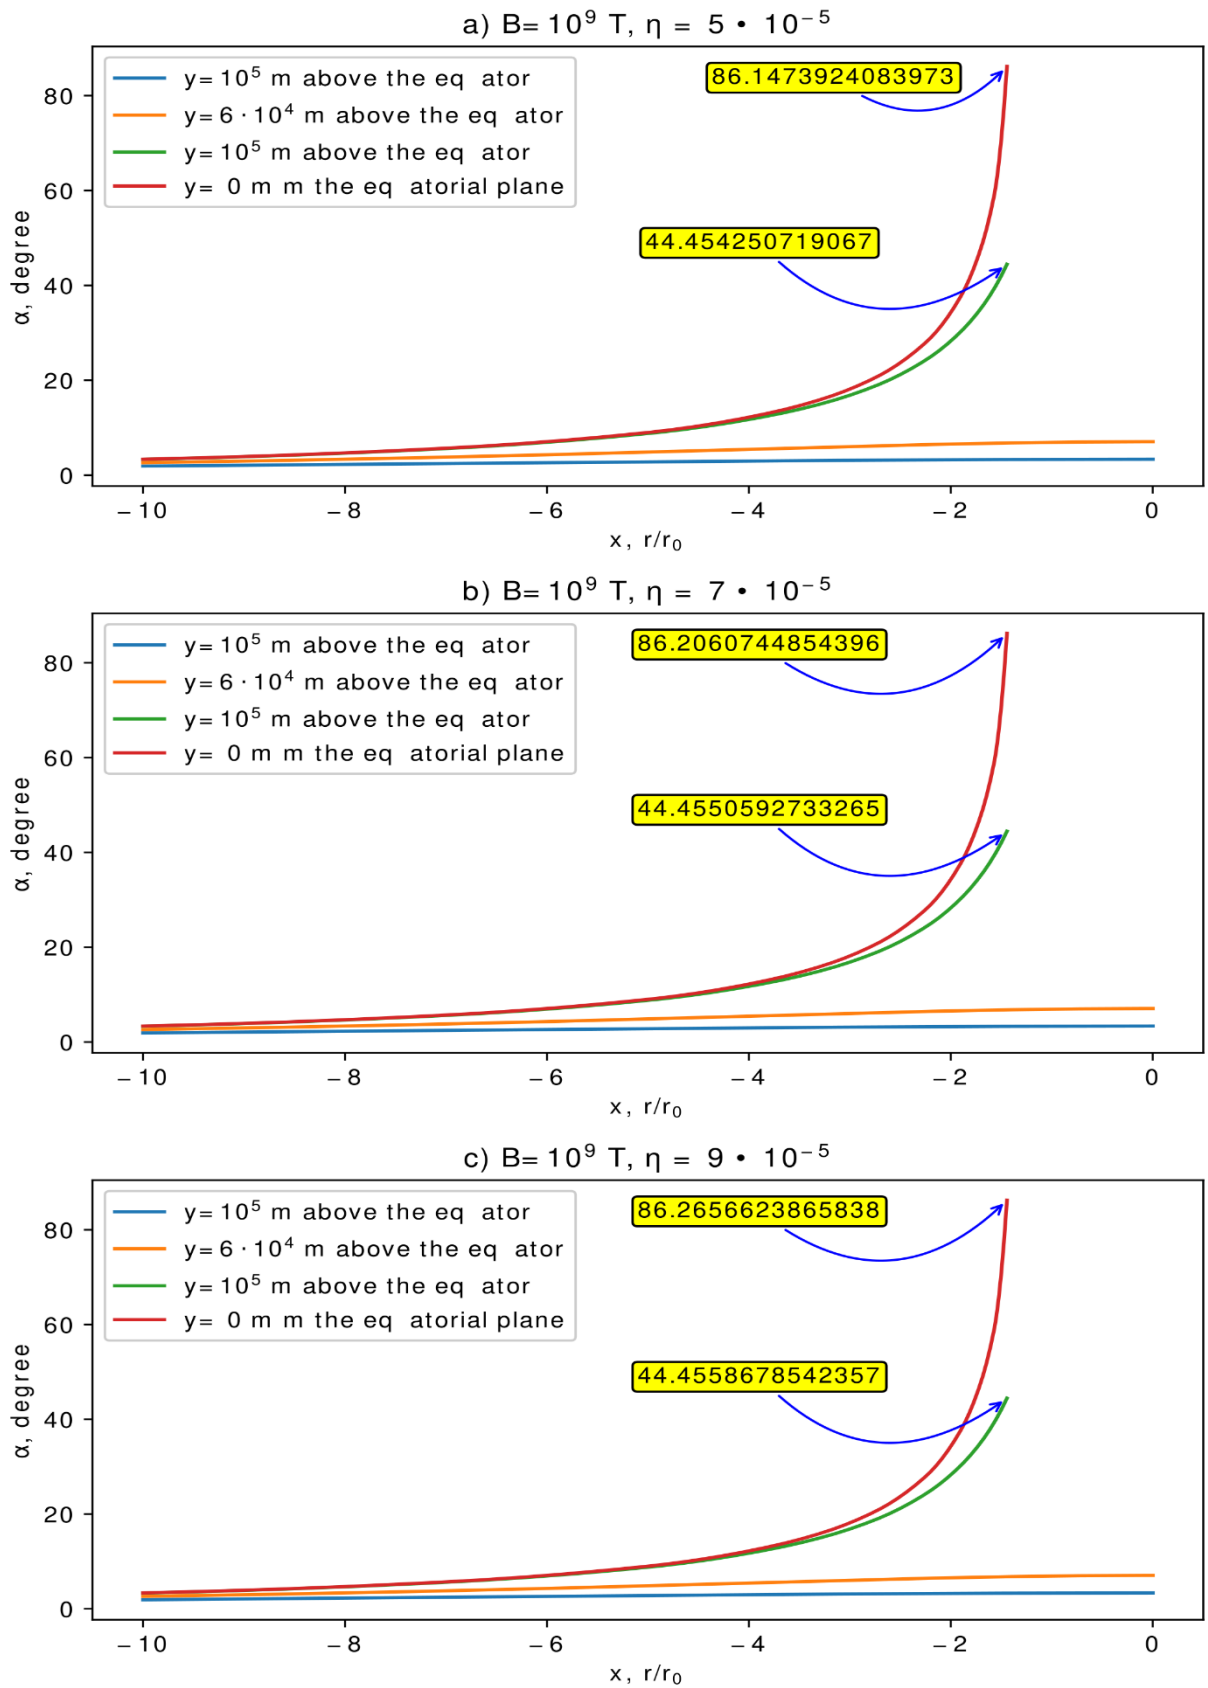 a) B= 10⁹ T, η = 5 • 10⁻⁵
y= 10⁵ m above the eq ator
y= 6 · 10⁴ m above the eq ator
y= 10⁵ m above the eq ator
y= 0 m m the eq atorial plane
86.1473924083973
44.454250719067
80
60
40
20
0
α, degree
−10 −8 −6 −4 −2 0
x, r/r₀
b) B= 10⁹ T, η = 7 • 10⁻⁵
y= 10⁵ m above the eq ator
y= 6 · 10⁴ m above the eq ator
y= 10⁵ m above the eq ator
y= 0 m m the eq atorial plane
86.2060744854396
44.4550592733265
80
60
40
20
0
α, degree
−10 −8 −6 −4 −2 0
x, r/r₀
c) B= 10⁹ T, η = 9 • 10⁻⁵
y= 10⁵ m above the eq ator
y= 6 · 10⁴ m above the eq ator
y= 10⁵ m above the eq ator
y= 0 m m the eq atorial plane
86.2656623865838
44.4558678542357
80
60
40
20
0
α, degree
−10 −8 −6 −4 −2 0
x, r/r₀